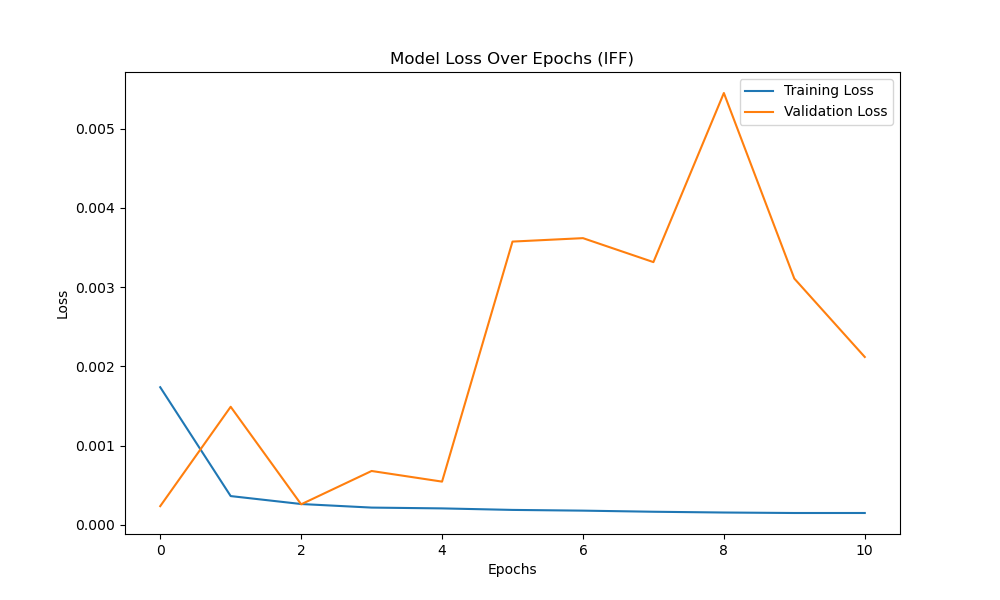 Model Loss Over Epochs (IFF)
Training Loss
Validation Loss
0.005
0.004
0.003
0.002
0.001
0.000
Loss
0 2 4 6 8 10
Epochs